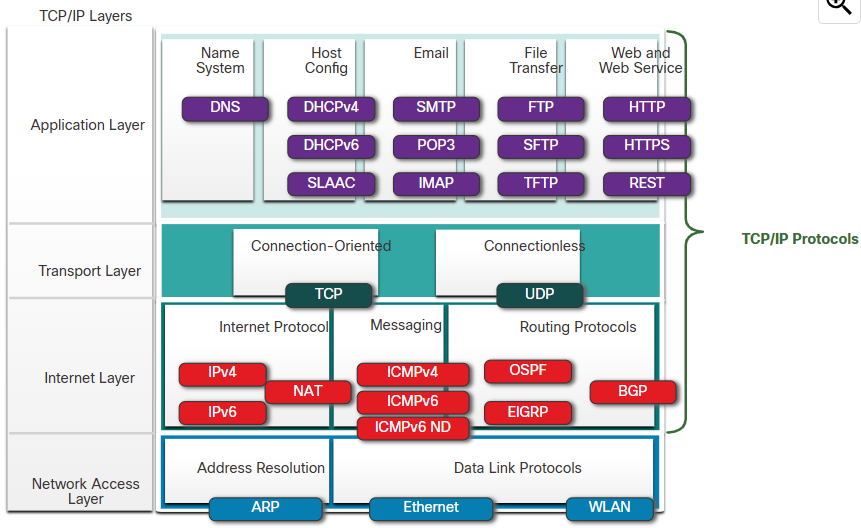 TCP/IP Layers
Application Layer
Name
System
DNS
Host
Config
DHCPv4
DHCPv6
SLAAC
Email
SMTP
POP3
IMAP
File
Transfer
FTP
SFTP
TFTP
Web and
Web Service
HTTP
HTTPS
REST
TCP/IP Protocols
Transport Layer
Connection-Oriented
TCP
Connectionless
UDP
Internet Layer
Internet Protocol
IPv4
NAT
IPv6
Messaging
ICMPv4
ICMPv6
ICMPv6 ND
Routing Protocols
OSPF
BGP
EIGRP
Network Access
Layer
Address Resolution
ARP
Data Link Protocols
Ethernet
WLAN